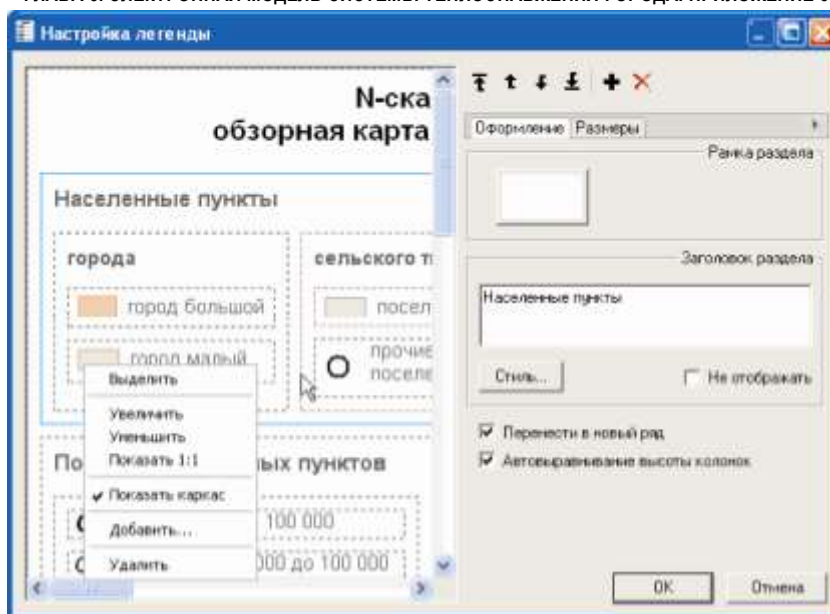 Настройка легенды
N-ска
обзорная карта
Населенные пункты
города
сельского т
город большой
посел
город малый
прочие
поселе
Выделить
Увеличить
Уменьшить
Показать 1:1
Показать каркас
Добавить...
Удалить
По
ых пунктов
100 000
000 до 100 000
Оформление
Размеры
Рамка раздела
Заголовок раздела
Населенные пункты
Стиль...
Не отображать
Перенести в новый ряд
Автовыравнивание высоты колонок
OK
Отмена